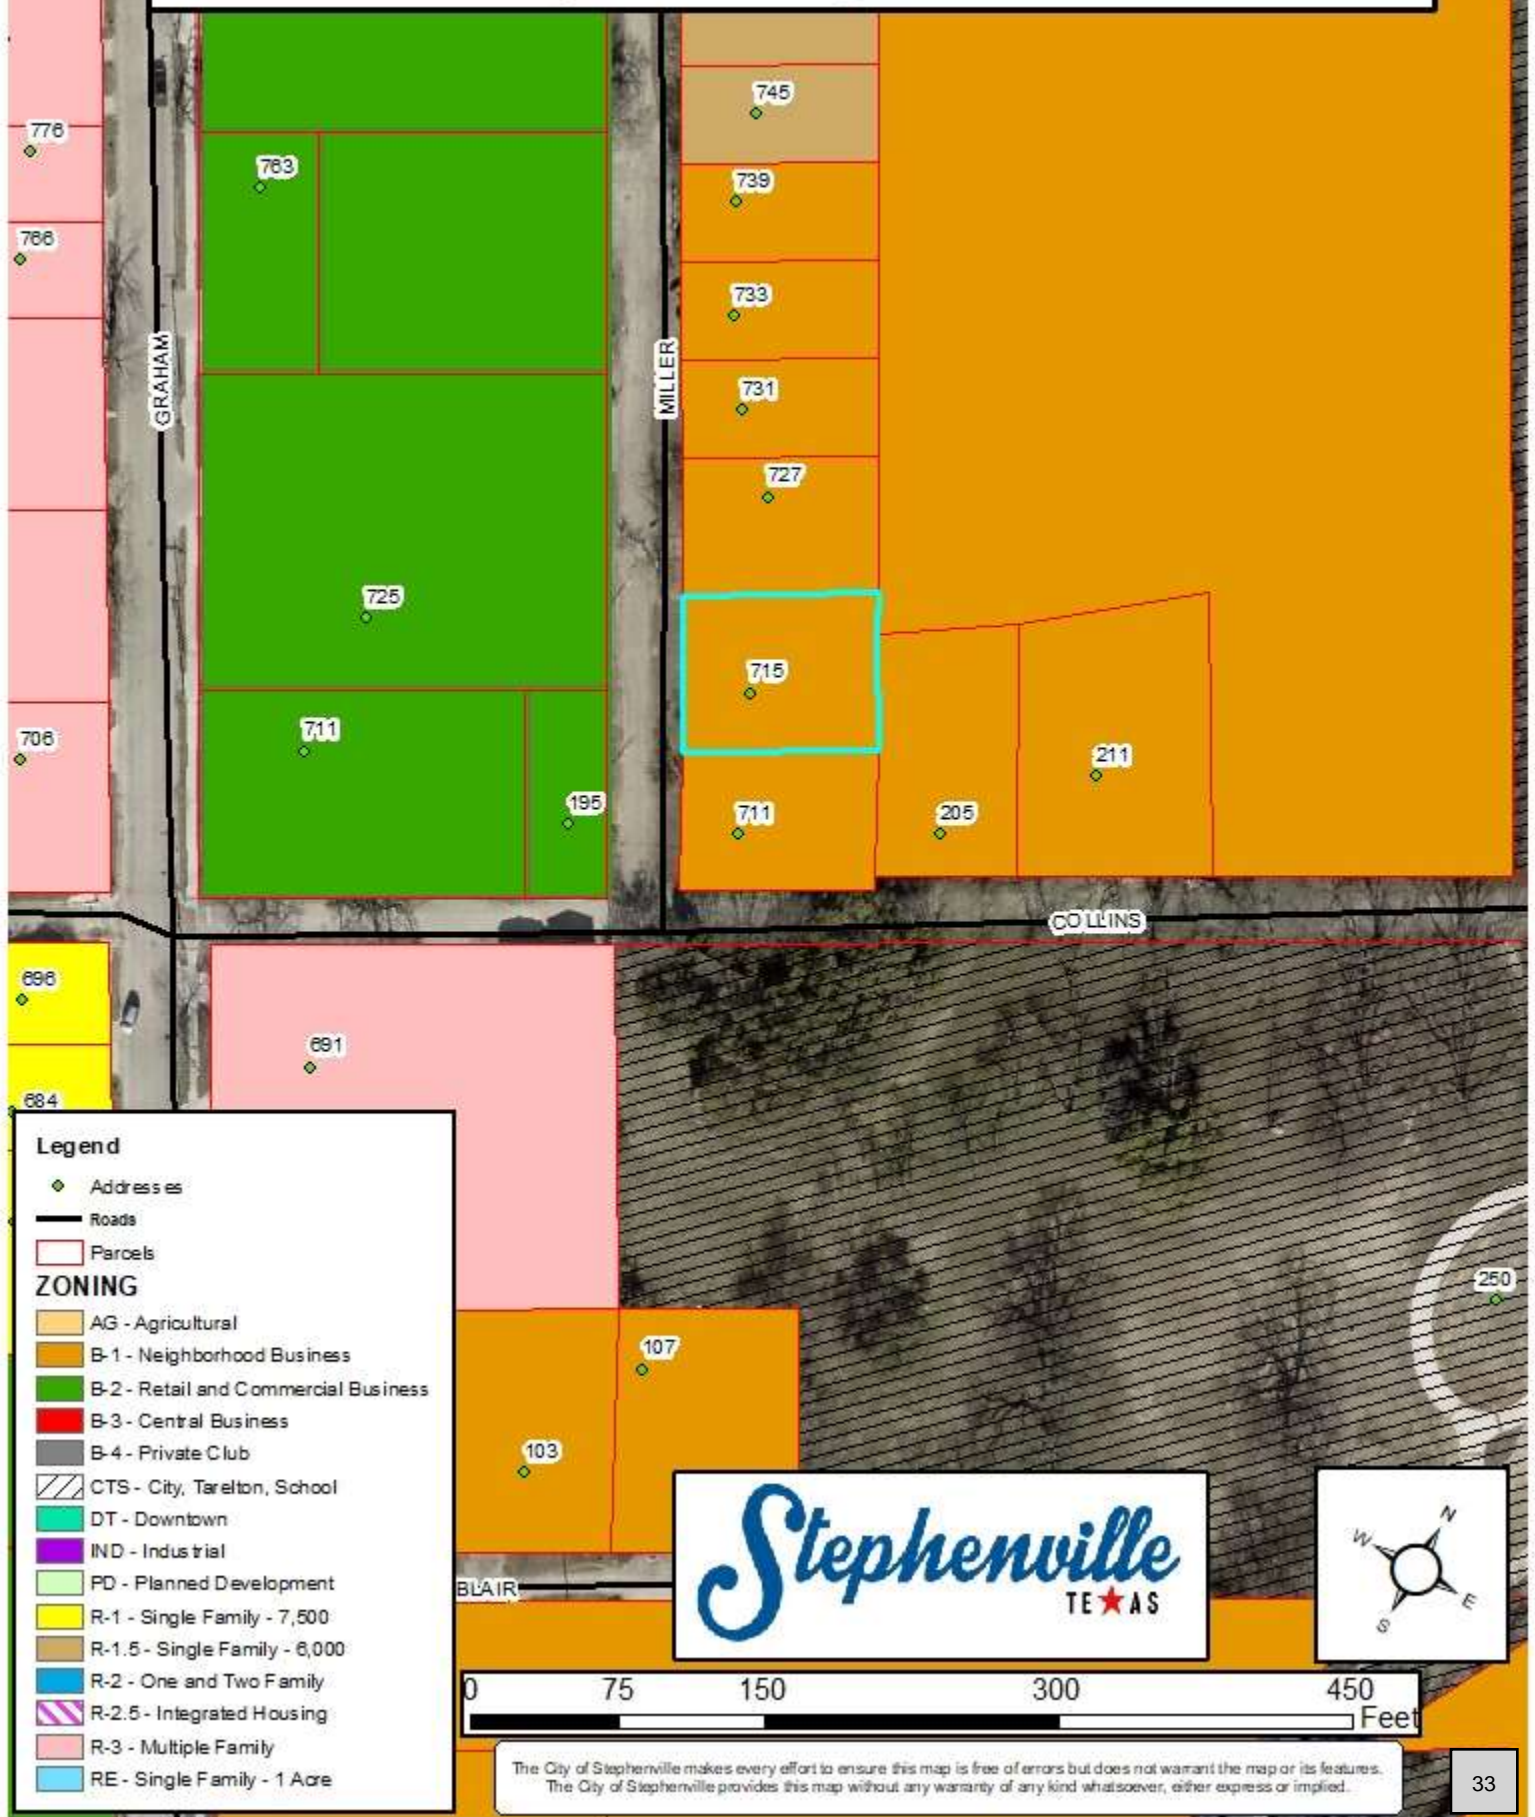 745
776
763
739
766
733
GRAHAM
MILLER
731
727
725
715
711
706
211
195
711
205
COLLINS
696
691
684
Legend
Addresses
Roads
Parcels
ZONING
AG - Agricultural
B-1 - Neighborhood Business
B-2 - Retail and Commercial Business
B-3 - Central Business
B-4 - Private Club
CTS - City, Tarelton, School
DT - Downtown
IND - Industrial
PD - Planned Development
R-1 - Single Family - 7,500
R-1.5 - Single Family - 6,000
R-2 - One and Two Family
R-2.5 - Integrated Housing
R-3 - Multiple Family
RE - Single Family - 1 Acre
250
107
103
BLAIR
Stephenville
TEXAS
N
W
E
S
0 75 150 300 450
Feet
The City of Stephenville makes every effort to ensure this map is free of errors but does not warrant the map or its features.
The City of Stephenville provides this map without any warranty of any kind whatsoever, either express or implied.
33